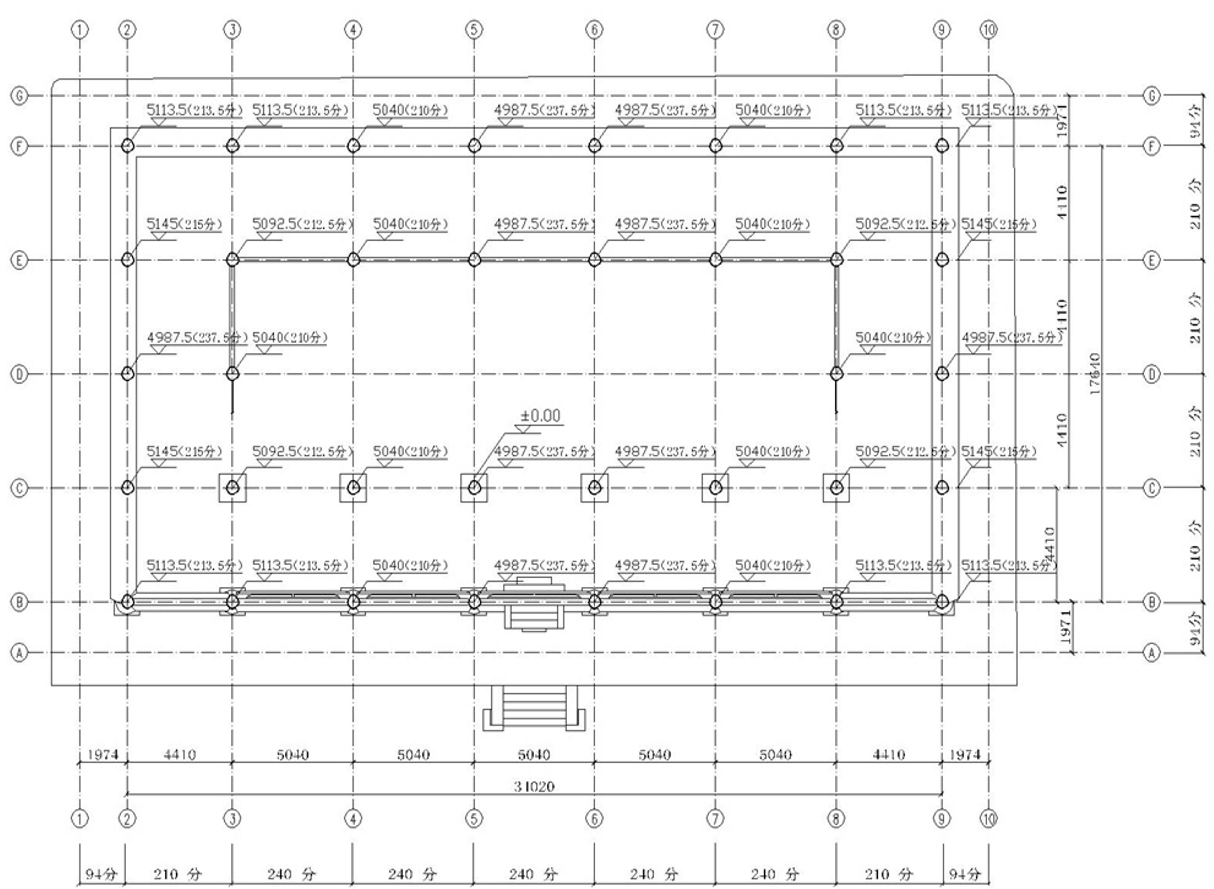 1 2 3 4 5 6 7 8 9 10
G G
5113.5(213.5分) 5113.5(213.5分) 5040(210分) 4987.5(237.5分) 4987.5(237.5分) 5040(210分) 5113.5(213.5分) 5113.5(213.5分)
1971 94分
F F
5145(215分) 5092.5(212.5分) 5040(210分) 4987.5(237.5分) 4987.5(237.5分) 5040(210分) 5092.5(212.5分) 5145(215分)
4410 210 分
E E
4987.5(237.5分) 5040(210分) 5040(210分) 4987.5(237.5分)
4410 210 分
D D
17640
±0.00
5145(215分) 5092.5(212.5分) 5040(210分) 4987.5(237.5分) 4987.5(237.5分) 5040(210分) 5092.5(212.5分) 5145(215分)
4410 210 分
C C
5113.5(213.5分) 5113.5(213.5分) 5040(210分) 4987.5(237.5分) 4987.5(237.5分) 5040(210分) 5113.5(213.5分) 5113.5(213.5分)
4410 210 分
B B
1971 94分
A A
1974 4410 5040 5040 5040 5040 5040 4410 1974
34020
1 2 3 4 5 6 7 8 9 10
94分 210 分 240 分 240 分 240 分 240 分 240 分 210 分 94分